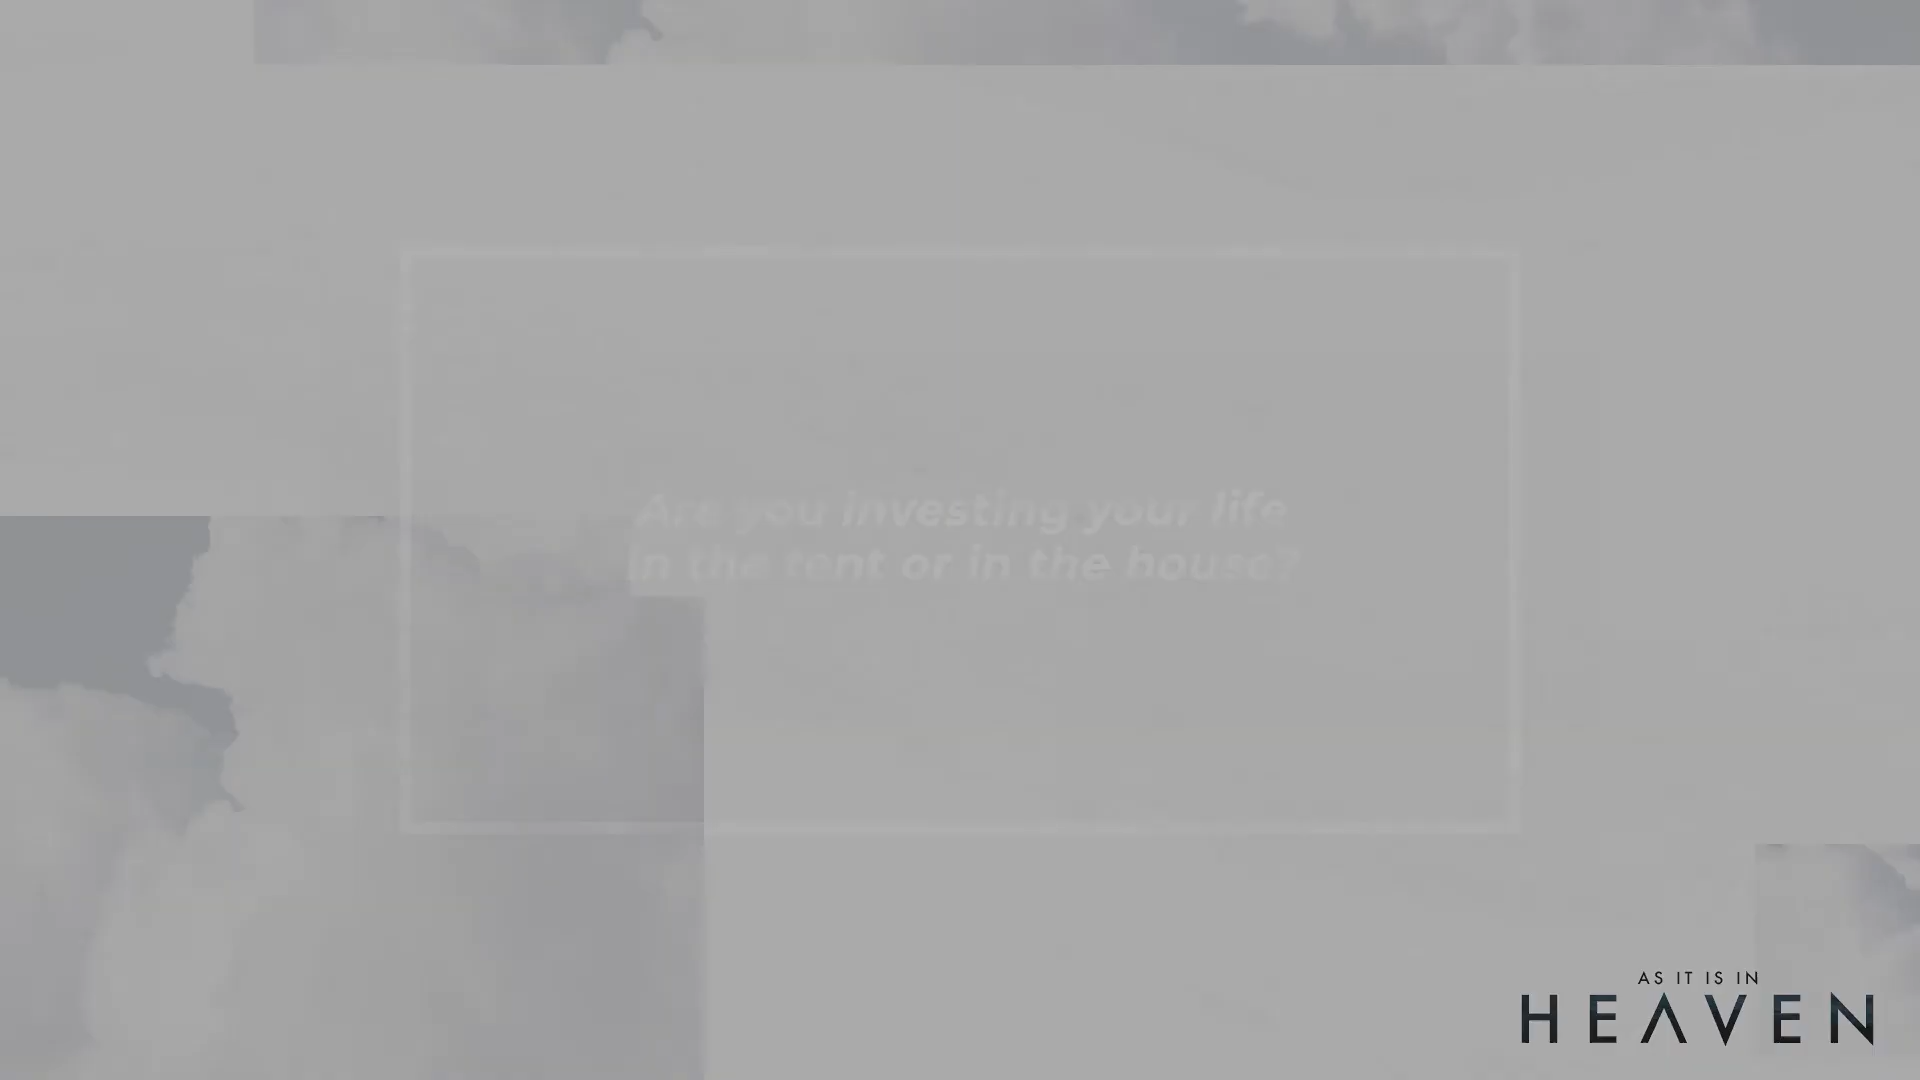 Are you investing your life
in the tent or in the house?
AS IT IS IN
HEAVEN